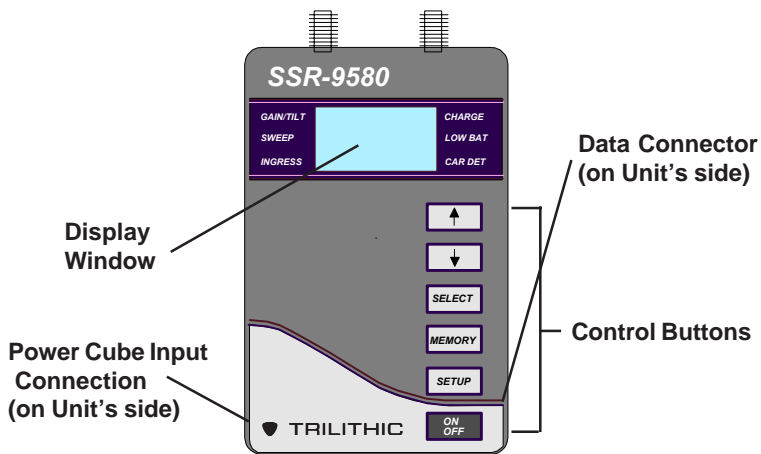 SSR-9580
GAIN/TILT
SWEEP
INGRESS
CHARGE
LOW BAT
CAR DET
Data Connector
(on Unit's side)
Display
Window
SELECT
MEMORY
SETUP
ON
OFF
Control Buttons
Power Cube Input
Connection
(on Unit's side)
TRILITHIC